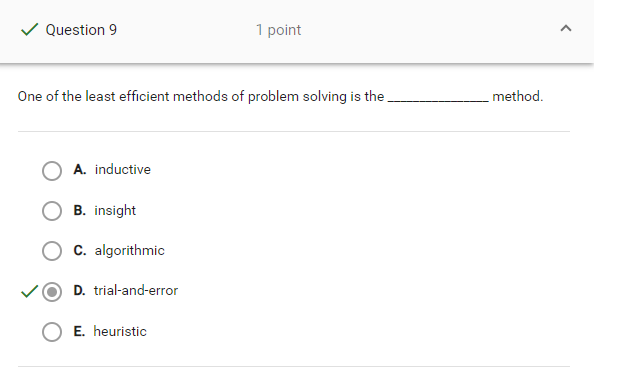 Question 9 1 point
One of the least efficient methods of problem solving is the ________________ method.
A. inductive
B. insight
C. algorithmic
D. trial-and-error
E. heuristic